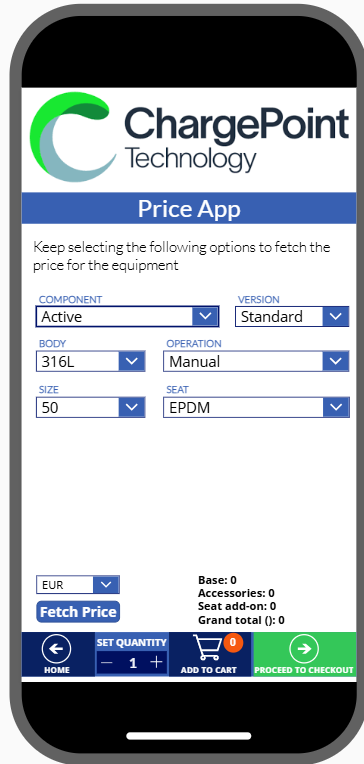 ChargePoint
Technology
Price App
Keep selecting the following options to fetch the
price for the equipment
COMPONENT VERSION
Active Standard
BODY OPERATION
316L Manual
SIZE SEAT
50 EPDM
EUR
Fetch Price
Base: 0
Accessories: 0
Seat add-on: 0
Grand total (): 0
HOME
SET QUANTITY
— 1 +
0
ADD TO CART
PROCEED TO CHECKOUT